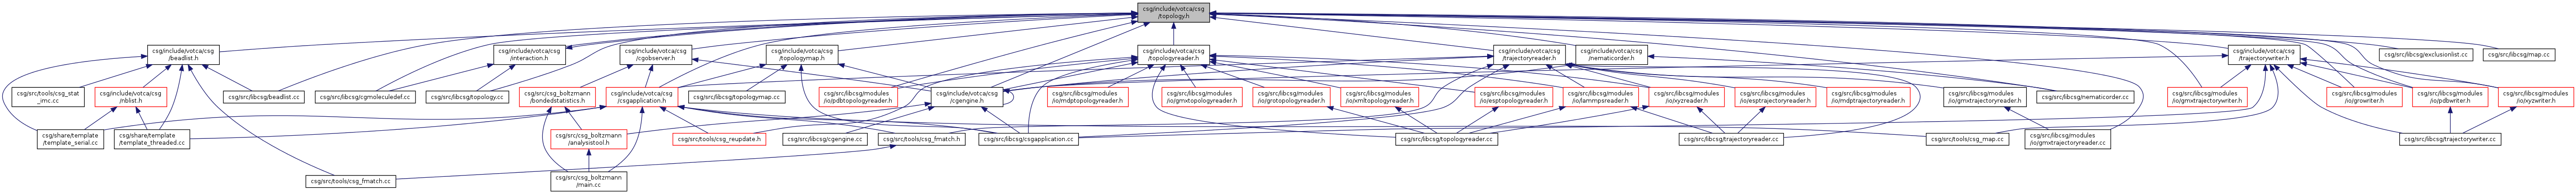 csg/include/votca/csg
/topology.h
csg/include/votca/csg
/beadlist.h
csg/include/votca/csg
/interaction.h
csg/include/votca/csg
/cgobserver.h
csg/include/votca/csg
/topologymap.h
csg/include/votca/csg
/topologyreader.h
csg/include/votca/csg
/trajectoryreader.h
csg/include/votca/csg
/nematicorder.h
csg/include/votca/csg
/trajectorywriter.h
csg/src/libcsg/exclusionlist.cc
csg/src/libcsg/map.cc
csg/src/tools/csg_stat
_imc.cc
csg/include/votca/csg
/nblist.h
csg/src/libcsg/beadlist.cc
csg/src/libcsg/cgmoleculedef.cc
csg/src/libcsg/topology.cc
csg/src/csg_boltzmann
/bondedstatistics.h
csg/include/votca/csg
/csgapplication.h
csg/src/libcsg/topologymap.cc
csg/src/libcsg/modules
/io/pdbtopologyreader.h
csg/include/votca/csg
/cgengine.h
csg/src/libcsg/modules
/io/mdptopologyreader.h
csg/src/libcsg/modules
/io/gmxtopologyreader.h
csg/src/libcsg/modules
/io/grotopologyreader.h
csg/src/libcsg/modules
/io/xmltopologyreader.h
csg/src/libcsg/modules
/io/esptopologyreader.h
csg/src/libcsg/modules
/io/lammpsreader.h
csg/src/libcsg/modules
/io/xyzreader.h
csg/src/libcsg/modules
/io/esptrajectoryreader.h
csg/src/libcsg/modules
/io/mdptrajectoryreader.h
csg/src/libcsg/modules
/io/gmxtrajectoryreader.h
csg/src/libcsg/nematicorder.cc
csg/src/libcsg/modules
/io/gmxtrajectorywriter.h
csg/src/libcsg/modules
/io/growriter.h
csg/src/libcsg/modules
/io/pdbwriter.h
csg/src/libcsg/modules
/io/xyzwriter.h
csg/share/template
/template_serial.cc
csg/share/template
/template_threaded.cc
csg/src/csg_boltzmann
/analysistool.h
csg/src/tools/csg_reupdate.h
csg/src/libcsg/cgengine.cc
csg/src/tools/csg_fmatch.h
csg/src/libcsg/csgapplication.cc
csg/src/libcsg/topologyreader.cc
csg/src/libcsg/trajectoryreader.cc
csg/src/tools/csg_map.cc
csg/src/libcsg/modules
/io/gmxtrajectoryreader.cc
csg/src/libcsg/trajectorywriter.cc
csg/src/tools/csg_fmatch.cc
csg/src/csg_boltzmann
/main.cc